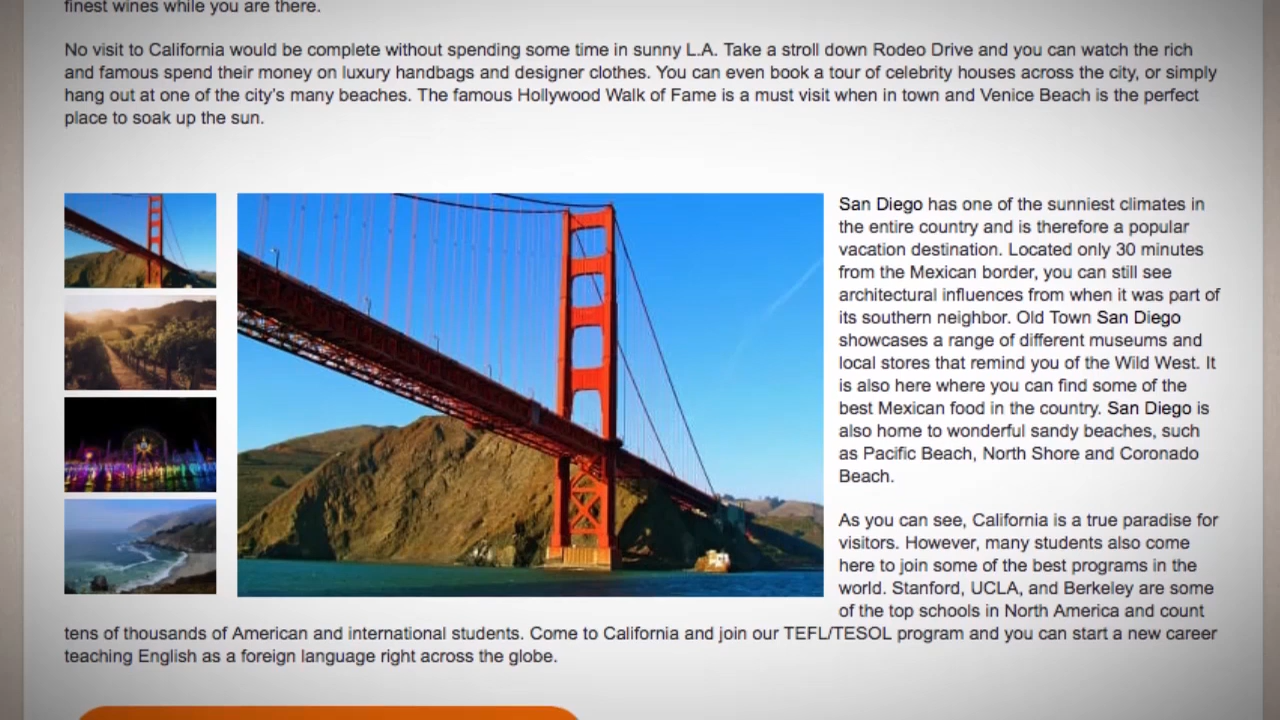 finest wines while you are there.
No visit to California would be complete without spending some time in sunny L.A. Take a stroll down Rodeo Drive and you can watch the rich
and famous spend their money on luxury handbags and designer clothes. You can even book a tour of celebrity houses across the city, or simply
hang out at one of the city's many beaches. The famous Hollywood Walk of Fame is a must visit when in town and Venice Beach is the perfect
place to soak up the sun.
San Diego has one of the sunniest climates in
the entire country and is therefore a popular
vacation destination. Located only 30 minutes
from the Mexican border, you can still see
architectural influences from when it was part of
its southern neighbor. Old Town San Diego
showcases a range of different museums and
local stores that remind you of the Wild West. It
is also here where you can find some of the
best Mexican food in the country. San Diego is
also home to wonderful sandy beaches, such
as Pacific Beach, North Shore and Coronado
Beach.
As you can see, California is a true paradise for
visitors. However, many students also come
here to join some of the best programs in the
world. Stanford, UCLA, and Berkeley are some
of the top schools in North America and count
tens of thousands of American and international students. Come to California and join our TEFL/TESOL program and you can start a new career
teaching English as a foreign language right across the globe.